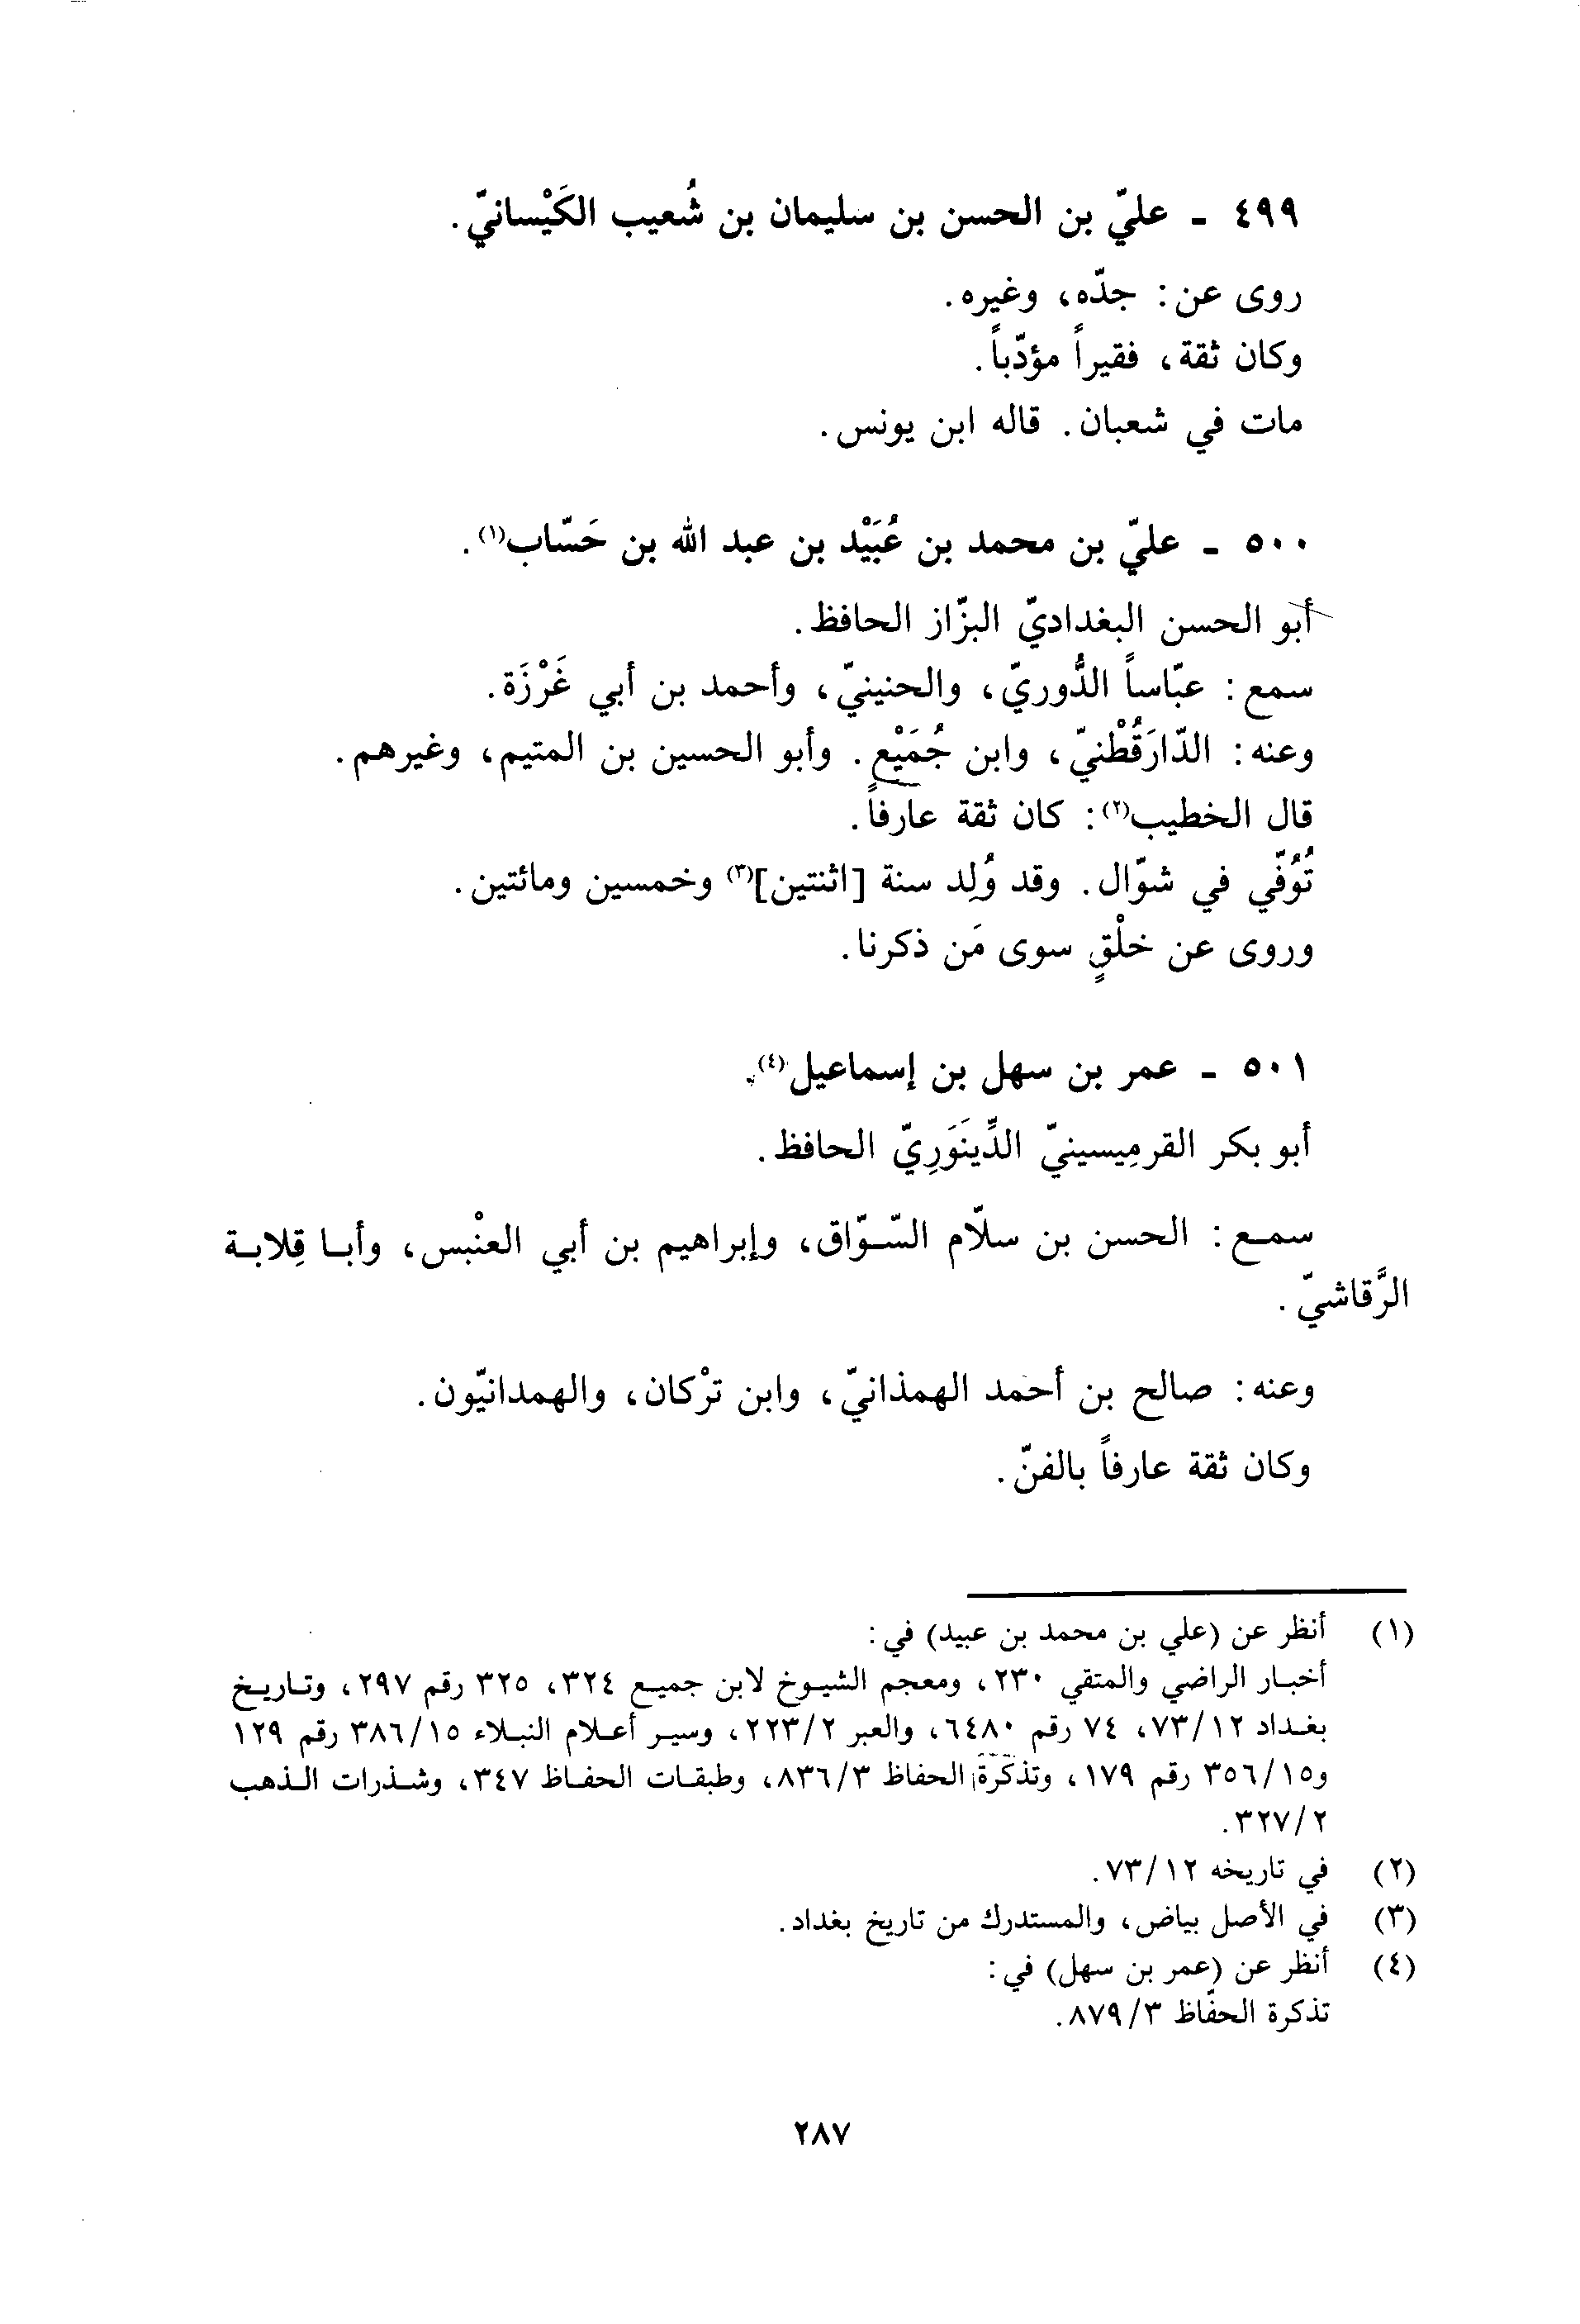 ٤٩٩ ـ عليّ بن الحسن بن سليمان بن شُعيب الكَيْسانيّ.
روى عن: جدّه، وغيره.
وكان ثقة، فقيراً مؤدّباً.
مات في شعبان. قاله ابن يونس.
٥٠٠ ـ عليّ بن محمد بن عُبَيْد بن عبد الله بن حَسّاب(١).
أبو الحسن البغداديّ البزّاز الحافظ.
سمع: عبّاساً الدُّوريّ، والحنينيّ، وأحمد بن أبي غَرْزَة.
وعنه: الدّارَقُطْنيّ، وابن جُمَيْع. وأبو الحسين بن المتيم، وغيرهم.
قال الخطيب(٢): كان ثقة عارفاً.
تُوُفّي في شوّال. وقد وُلِد سنة [اثنتين](٣) وخمسين ومائتين.
وروى عن خلْقٍ سوى مَن ذكرنا.
٥٠١ ـ عمر بن سهل بن إسماعيل(٤).
أبو بكر القرمِيسينيّ الدِّينَوَرِيّ الحافظ.
سمع: الحسن بن سلاّم السّوّاق، وإبراهيم بن أبي العنْبس، وأبا قِلابة
الرَّقاشيّ.
وعنه: صالح بن أحمد الهمذانيّ، وابن ترْكان، والهمدانيّون.
وكان ثقة عارفاً بالفنّ.
(١) أنظر عن (علي بن محمد بن عبيد) في:
أخبار الراضي والمتقي ٢٣٠، ومعجم الشيوخ لابن جميع ٣٢٤، ٣٢٥ رقم ٢٩٧، وتاريخ
بغداد ٧٣/١٢، ٧٤ رقم ٦٤٨٠، والعبر ٢٢٣/٢، وسير أعلام النبلاء ٣٨٦/١٥ رقم ١٢٩
و٣٥٦/١٥ رقم ١٧٩، وتذكرة الحفاظ ٨٣٦/٣، وطبقات الحفاظ ٣٤٧، وشذرات الذهب
٣٢٧/٢.
(٢) في تاريخه ٧٣/١٢.
(٣) في الأصل بياض، والمستدرك من تاريخ بغداد.
(٤) أنظر عن (عمر بن سهل) في:
تذكرة الحفّاظ ٨٧٩/٣.
٢٨٧